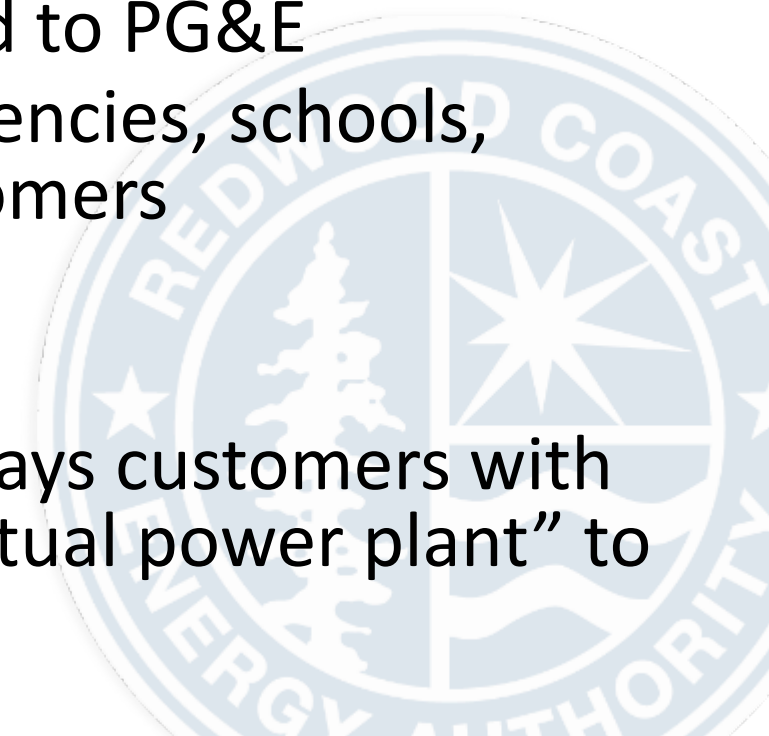 d to PG&E
encies, schools,
omers
ays customers with
tual power plant” to
REDWOOD COAST
ENERGY AUTHORITY